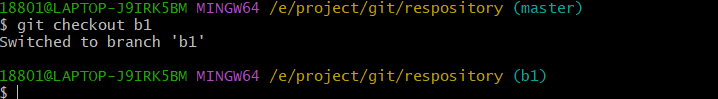 18801@LAPTOP-J9IRK5BM MINGW64 /e/project/git/respository (master)
$ git checkout b1
Switched to branch 'b1'
18801@LAPTOP-J9IRK5BM MINGW64 /e/project/git/respository (b1)
$